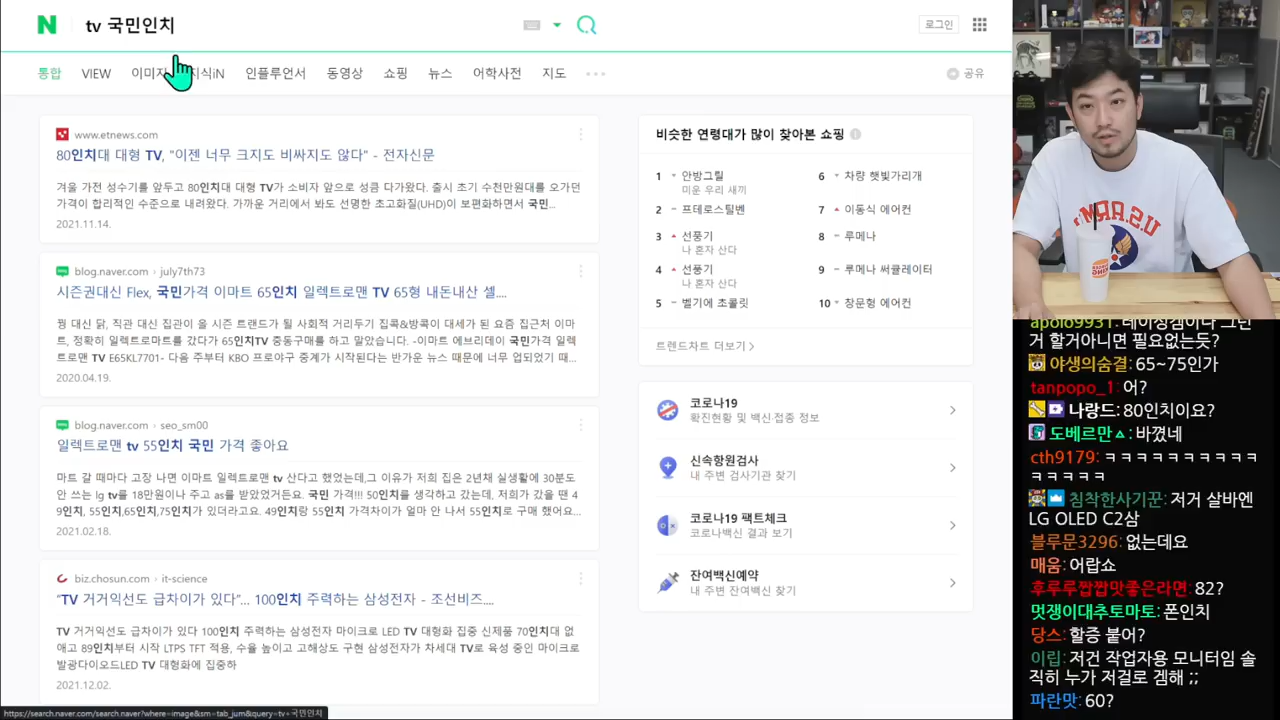 N
tv 국민인치
로그인
통합 VIEW 이미지 지식iN 인플루언서 동영상 쇼핑 뉴스 어학사전 지도
공유
www.etnews.com
80인치대 대형 TV, "이젠 너무 크지도 비싸지도 않다" - 전자신문
겨울 가전 성수기를 앞두고 80인치대 대형 TV가 소비자 앞으로 성큼 다가왔다. 출시 초기 수천만원대를 오가던
가격이 합리적인 수준으로 내려왔다. 가까운 거리에서 봐도 선명한 초고화질(UHD)이 보편화하면서 국민...
2021.11.14.
blog.naver.com › july7th73
시즌권대신 Flex, 국민가격 이마트 65인치 일렉트로맨 TV 65형 내돈내산 셀....
꿩 대신 닭, 직관 대신 집관이 올 시즌 트랜드가 될 사회적 거리두기 집콕&방콕이 대세가 된 요즘 집근처 이마
트, 정확히 일렉트로마트를 갔다가 65인치TV 중동구매를 하고 말았습니다. -이마트 에브리데이 국민가격 일렉
트로맨 TV E65KL7701- 다음 주부터 KBO 프로야구 중계가 시작된다는 반가운 뉴스 때문에 너무 업되었기 때...
2020.04.19.
blog.naver.com › seo_sm00
일렉트로맨 tv 55인치 국민 가격 좋아요
마트 갈 때마다 고장 나면 이마트 일렉트로맨 tv 산다고 했었는데,그 이유가 저희 집은 2년채 실생활에 30분도
안 쓰는 lg tv를 18만원이나 주고 as를 받았었거든요. 국민 가격!!! 50인치를 생각하고 갔는데, 저희가 갔을 땐 4
9인치, 55인치,65인치,75인치가 있더라고요. 49인치랑 55인치 가격차이가 얼마 안 나서 55인치로 구매 했어요...
2021.02.18.
biz.chosun.com › it-science
"TV 거거익선도 급차이가 있다"... 100인치 주력하는 삼성전자 - 조선비즈....
TV 거거익선도 급차이가 있다 100인치 주력하는 삼성전자 마이크로 LED TV 대형화 집중 신제품 70인치대 없
애고 89인치부터 시작 LTPS TFT 적용, 수율 높이고 고해상도 구현 삼성전자가 차세대 TV로 육성 중인 마이크로
발광다이오드LED TV 대형화에 집중하
2021.12.02.
https://search.naver.com/search.naver?where=image&sm=tab_jum&query=tv+국민인치
비슷한 연령대가 많이 찾아본 쇼핑
1 안방그릴
미운 우리 새끼
2 프테로스틸벤
3 선풍기
나 혼자 산다
4 선풍기
나 혼자 산다
5 벨기에 초콜릿
6 차량 햇빛가리개
7 이동식 에어컨
8 루메나
9 루메나 써큘레이터
10 창문형 에어컨
트렌드차트 더보기 >
코로나19
확진현황 및 백신 접종 정보
신속항원검사
내 주변 검사기관 찾기
코로나19 팩트체크
코로나백신 결과 보기
잔여백신예약
내 주변 잔여백신 찾기
U.S.ARMY
BURGER KING
apolo9931: 레이싱겜이나 그런
거 할거아니면 필요없는듯?
야생의숨결: 65~75인가
tanpopo_1: 어?
나랑드: 80인치이요?
도베르만▵: 바꼈네
cth9179: ㅋㅋㅋㅋㅋㅋㅋㅋㅋㅋ
ㅋㅋㅋㅋㅋ
침착한사기꾼: 저거 살바엔
LG OLED C2삼
블루문3296: 없는데요
매움: 어랍쇼
후루루짭짭맛좋은라면: 82?
멋쟁이대추토마토: 폰인치
당스: 할증 붙어?
이립: 저건 작업자용 모니터임 솔
직히 누가 저걸로 겜해 ;;
파란맛: 60?